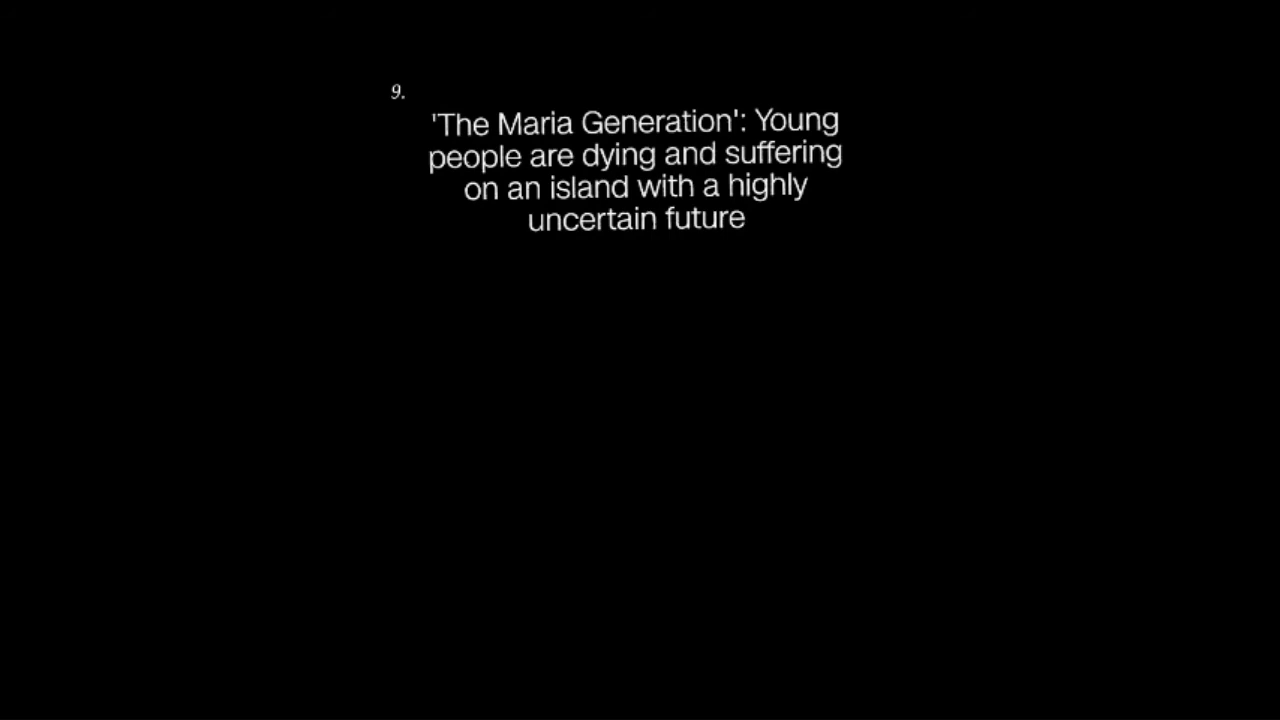 9.
'The Maria Generation': Young
people are dying and suffering
on an island with a highly
uncertain future